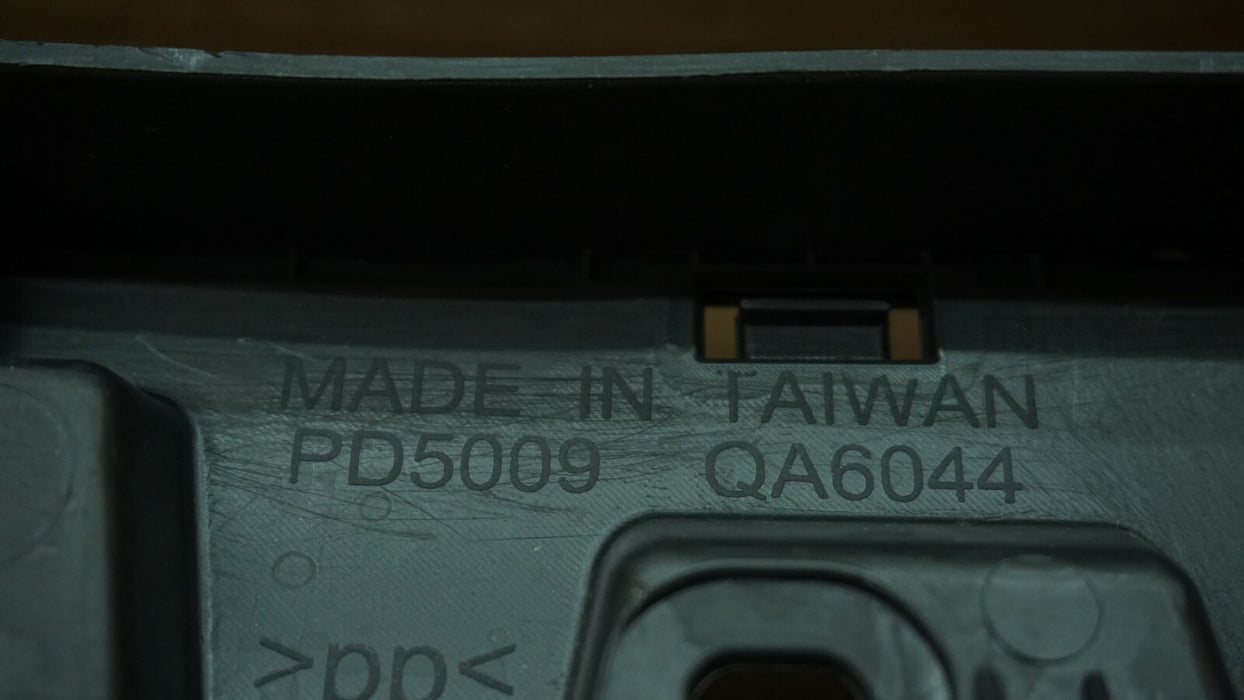 MADE IN TAIWAN
PD5009 QA6044
>pp<